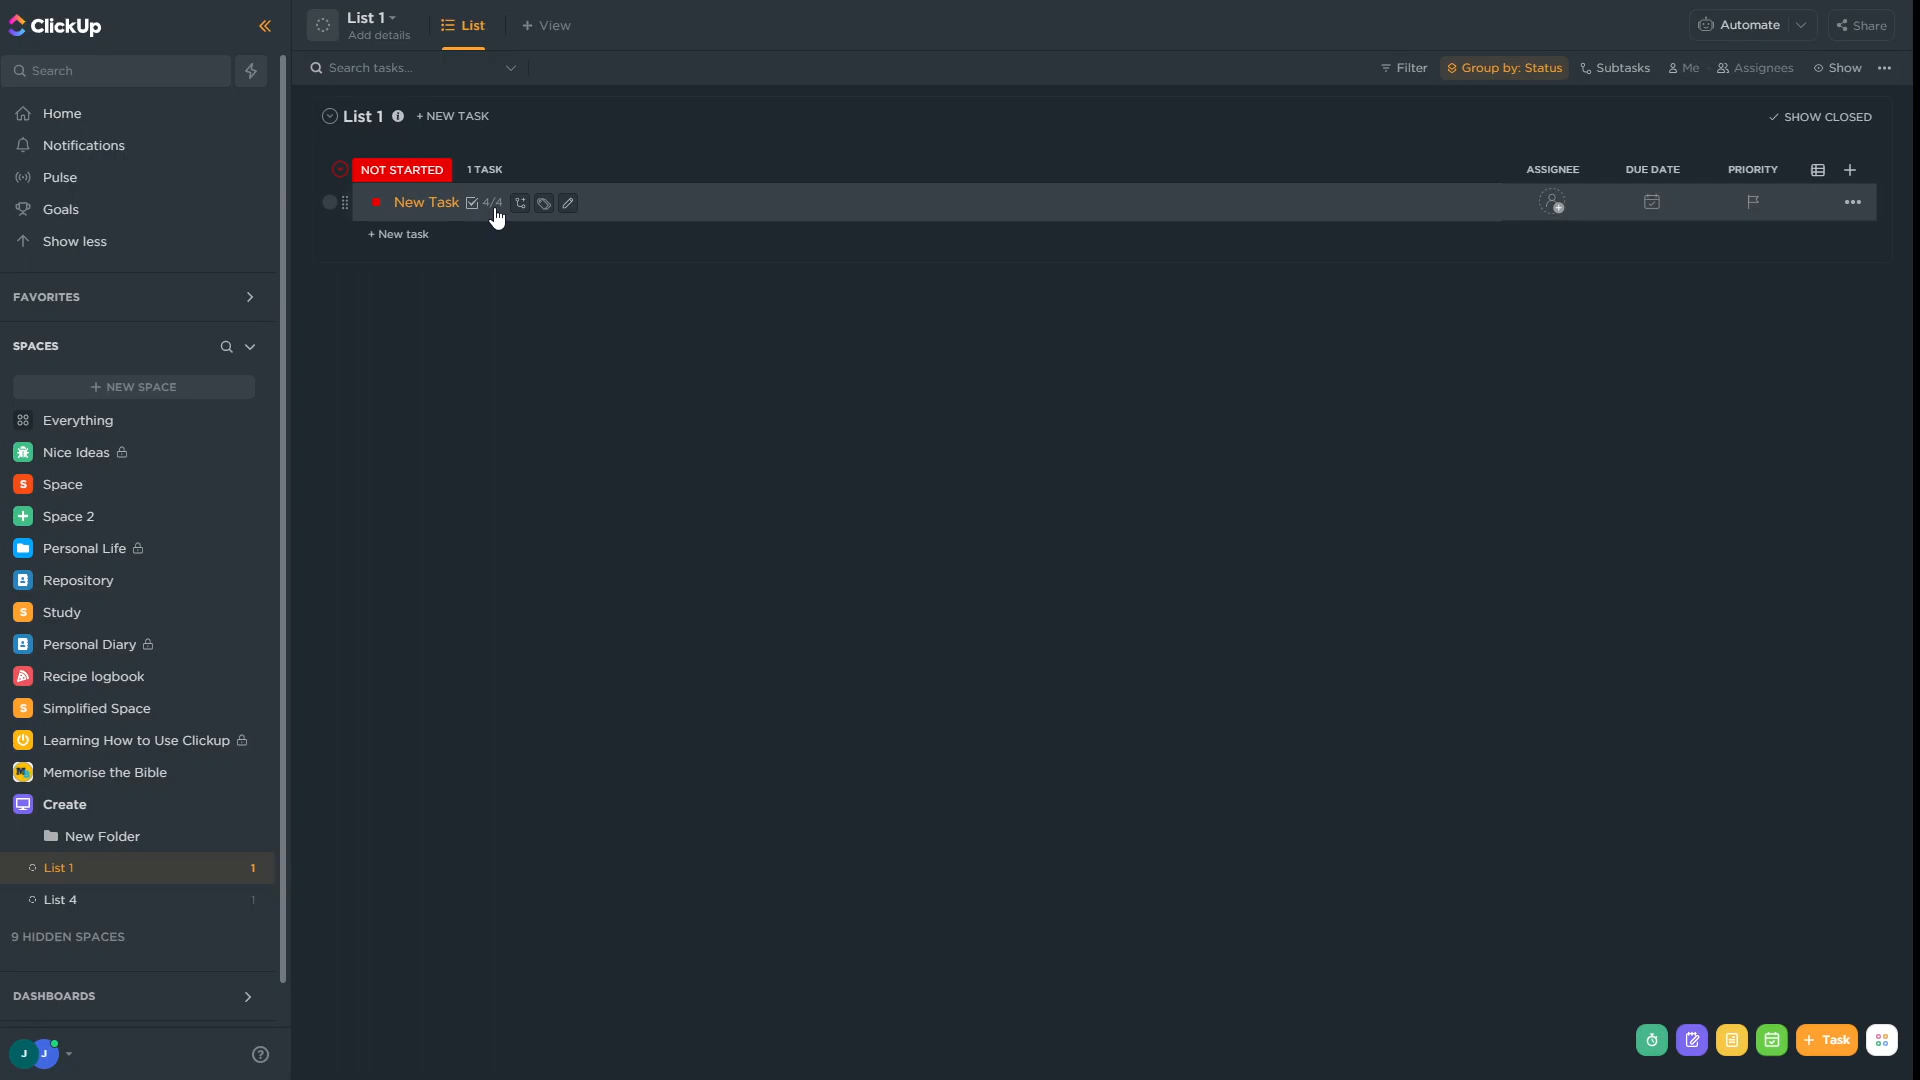 ClickUp
Search
Home
Notifications
Pulse
Goals
Show less
FAVORITES
SPACES
+ NEW SPACE
Everything
Nice Ideas
S Space
Space 2
Personal Life
Repository
S Study
Personal Diary
Recipe logbook
S Simplified Space
Learning How to Use Clickup
Memorise the Bible
Create
New Folder
List 1 1
List 4 1
9 HIDDEN SPACES
DASHBOARDS
J J
List 1
Add details
List
+ View
Automate
Share
Search tasks...
Filter
Group by: Status
Subtasks
Me
Assignees
Show
List 1 + NEW TASK
SHOW CLOSED
NOT STARTED 1 TASK ASSIGNEE DUE DATE PRIORITY
New Task 4/4
+ New task
+ Task